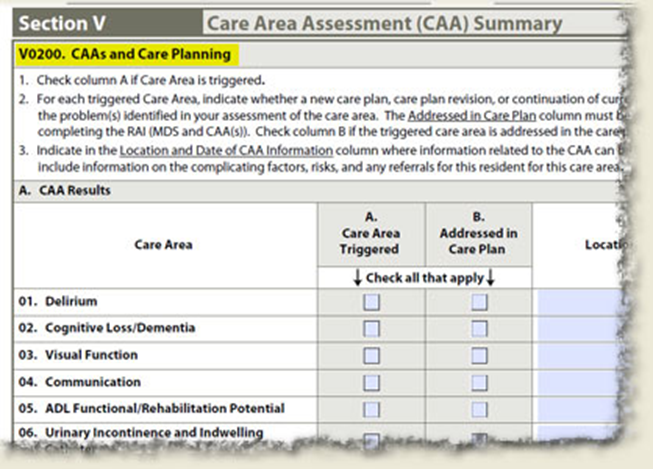 Section V Care Area Assessment (CAA) Summary
V0200. CAAs and Care Planning
1. Check column A if Care Area is triggered.
2. For each triggered Care Area, indicate whether a new care plan, care plan revision, or continuation of
the problem(s) identified in your assessment of the care area. The Addressed in Care Plan column must
completing the RAI (MDS and CAA(s)). Check column B if the triggered care area is addressed in the care
3. Indicate in the Location and Date of CAA Information column where information related to the CAA can
include information on the complicating factors, risks, and any referrals for this resident for this care area.
A. CAA Results
Care Area
A.
Care Area
Triggered
B.
Addressed in
Care Plan
↓ Check all that apply ↓
01. Delirium
02. Cognitive Loss/Dementia
03. Visual Function
04. Communication
05. ADL Functional/Rehabilitation Potential
06. Urinary Incontinence and Indwelling